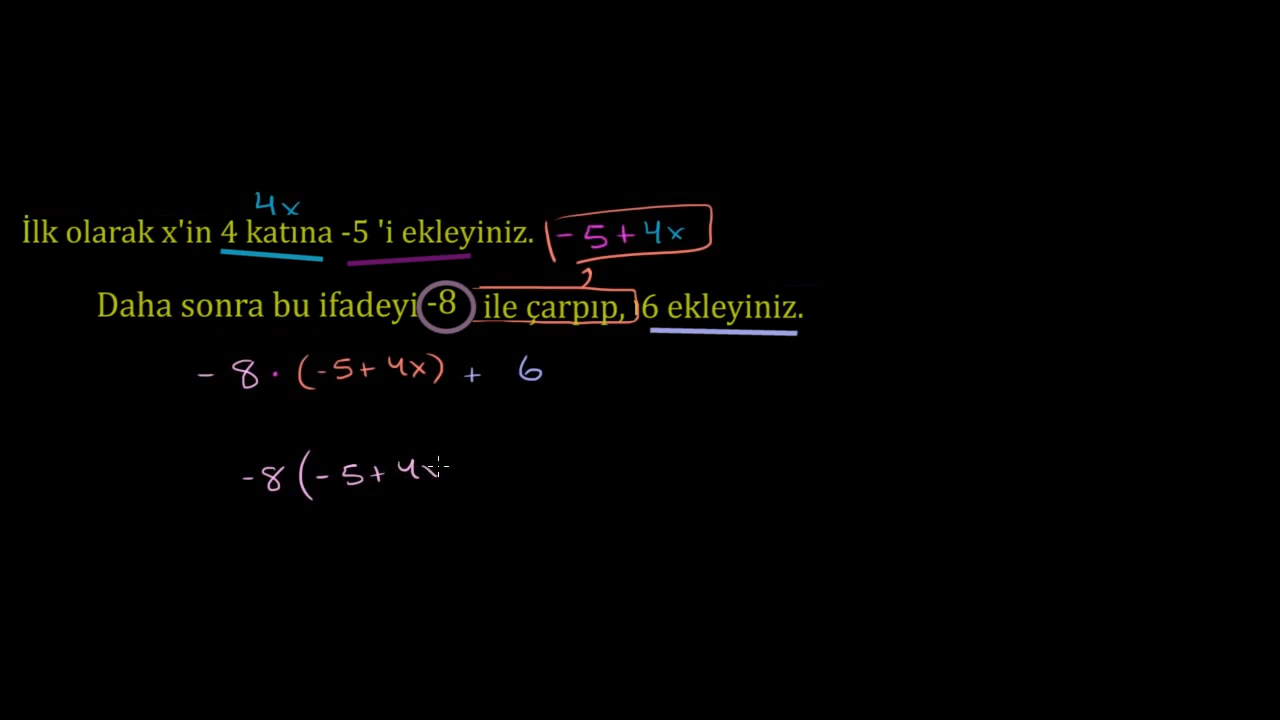 4x
İlk olarak x'in 4 katına -5 'i ekleyiniz. -5+4x
Daha sonra bu ifadeyi -8 ile çarpıp, 6 ekleyiniz.
-8·(-5+4x) + 6
-8(-5+4x